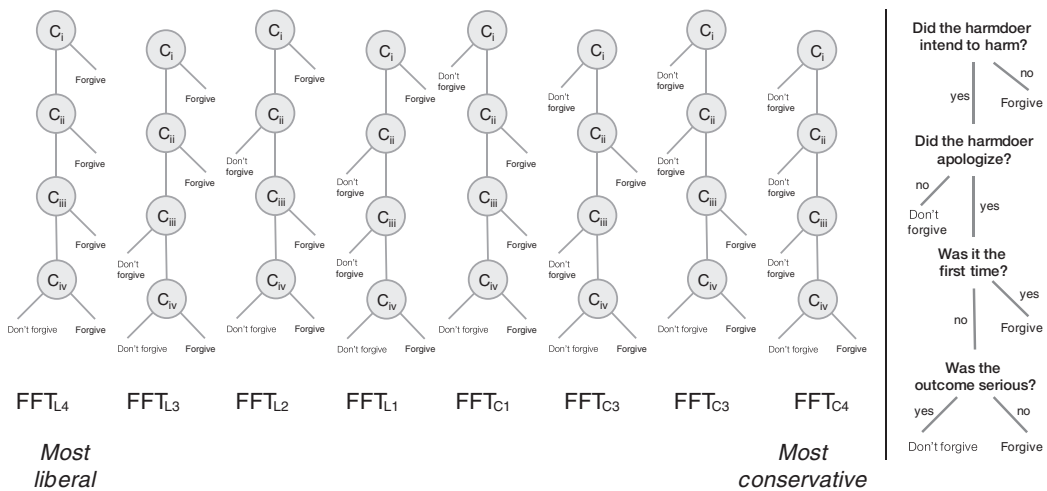 Ci
Forgive
Cii
Forgive
Ciii
Forgive
Civ
Don't forgive Forgive
FFTL4
Most
liberal
Ci
Forgive
Cii
Forgive
Ciii
Don't
forgive
Civ
Don't forgive Forgive
FFTL3
Ci
Forgive
Cii
Don't
forgive
Ciii
Forgive
Civ
Don't forgive Forgive
FFTL2
Ci
Forgive
Cii
Don't
forgive
Ciii
Don't
forgive
Civ
Don't forgive Forgive
FFTL1
Ci
Don't
forgive
Cii
Forgive
Ciii
Forgive
Civ
Don't forgive Forgive
FFTC1
Ci
Don't
forgive
Cii
Forgive
Ciii
Don't
forgive
Civ
Don't forgive Forgive
FFTC3
Ci
Don't
forgive
Cii
Don't
forgive
Ciii
Forgive
Civ
Don't forgive Forgive
FFTC3
Ci
Don't
forgive
Cii
Don't
forgive
Ciii
Don't
forgive
Civ
Don't forgive Forgive
FFTC4
Most
conservative
Did the harmdoer
intend to harm?
no
yes
Forgive
Did the harmdoer
apologize?
no
yes
Don't
forgive
Was it the
first time?
yes
no
Forgive
Was the
outcome serious?
yes no
Don't forgive Forgive